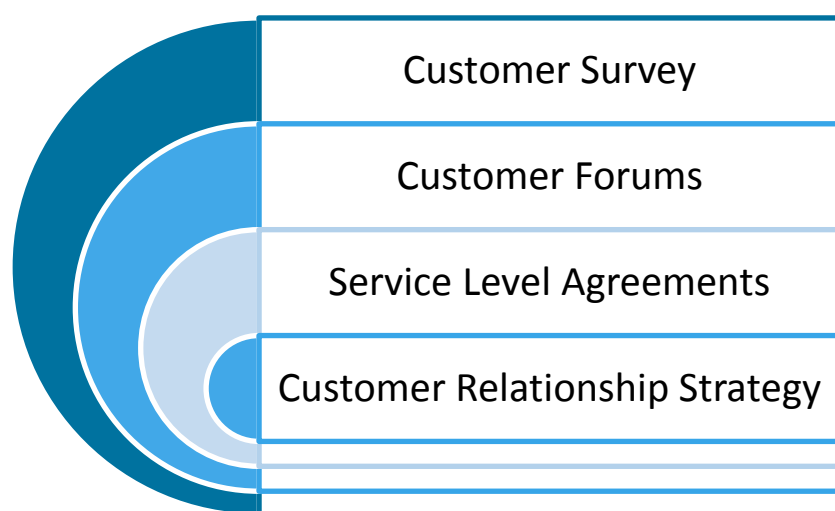 Customer Survey
Customer Forums
Service Level Agreements
Customer Relationship Strategy